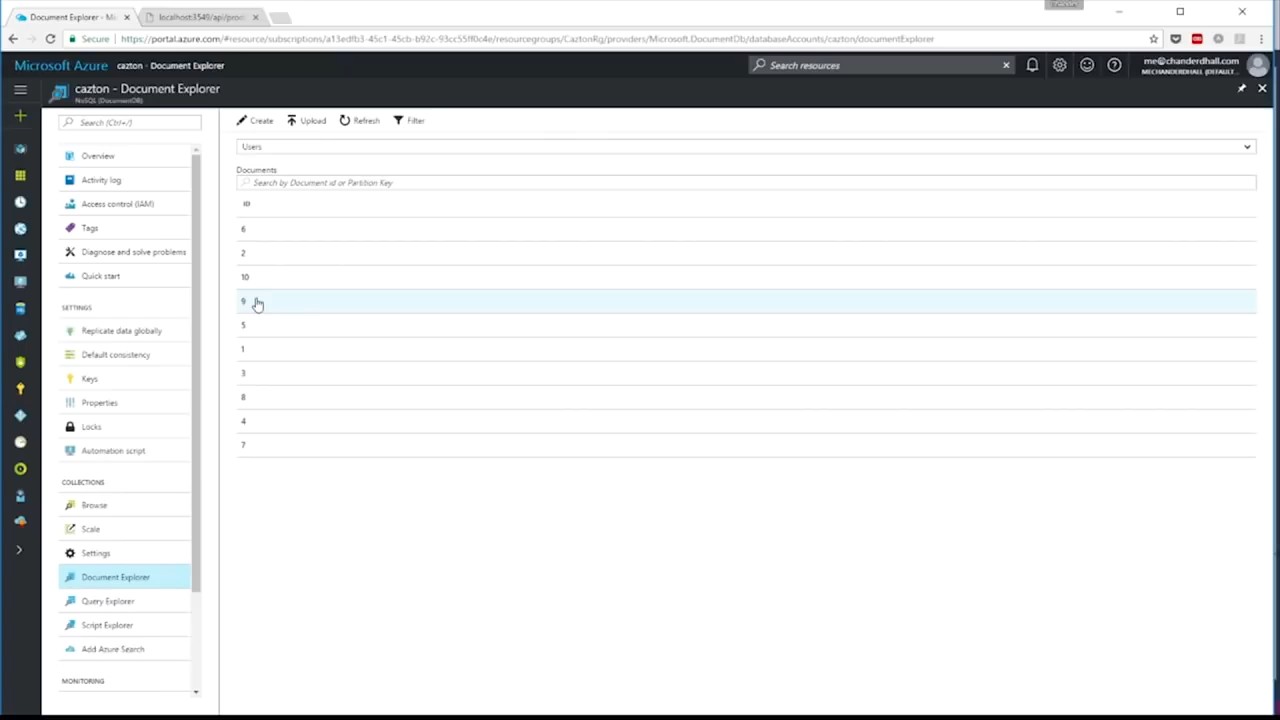 Document Explorer - Mi
localhost:3549/api/prod
Secure https://portal.azure.com/#resource/subscriptions/a13edfb3-45c1-45cb-b92c-93cc55ff0c4e/resourcegroups/CaztonRg/providers/Microsoft.DocumentDb/databaseAccounts/cazton/documentExplorer
Microsoft Azure cazton - Document Explorer
Search resources
me@chanderdhall.com
MECHANDERDHALL (DEFAULT...
cazton - Document Explorer
NoSQL (DocumentDB)
Search (Ctrl+/)
Create Upload Refresh Filter
Users
Documents
Search by Document id or Partition Key
ID
6
2
10
9
5
1
3
8
4
7
Overview
Activity log
Access control (IAM)
Tags
Diagnose and solve problems
Quick start
SETTINGS
Replicate data globally
Default consistency
Keys
Properties
Locks
Automation script
COLLECTIONS
Browse
Scale
Settings
Document Explorer
Query Explorer
Script Explorer
Add Azure Search
MONITORING